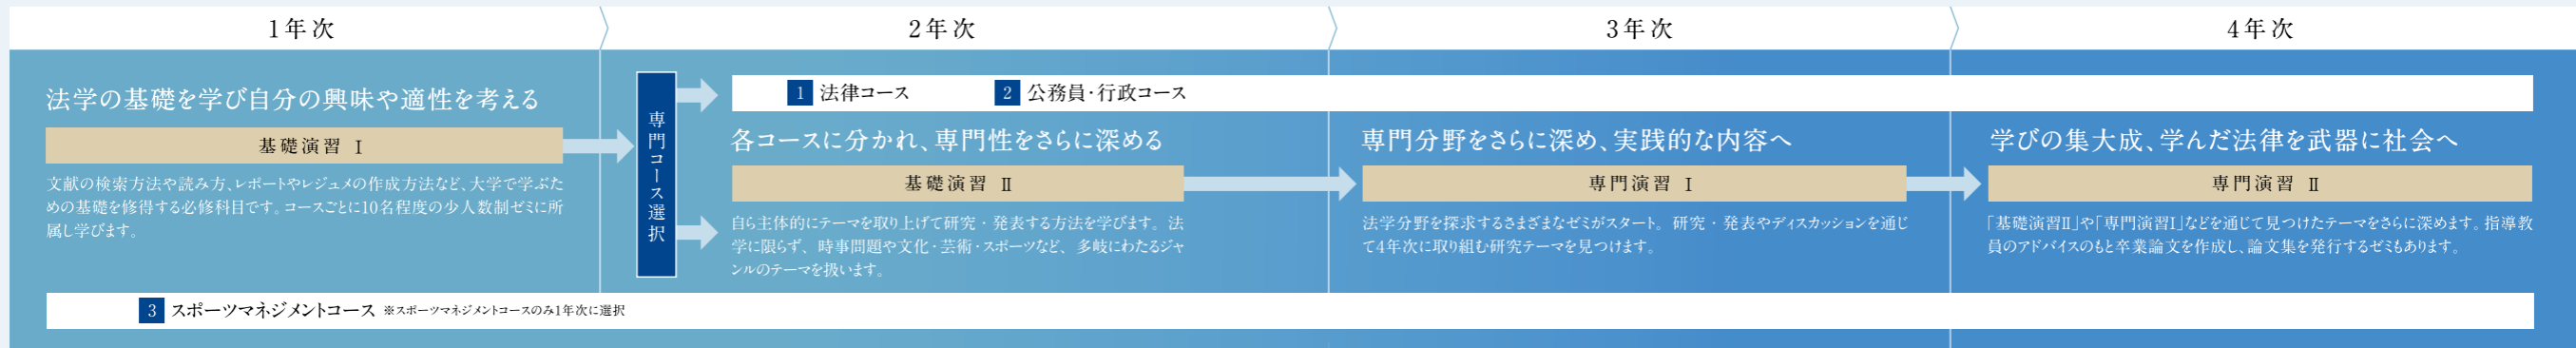 1年次
2年次
3年次
4年次
法学の基礎を学び自分の興味や適性を考える
基礎演習 Ⅰ
文献の検索方法や読み方、レポートやレジュメの作成方法など、大学で学ぶた
めの基礎を修得する必修科目です。コースごとに10名程度の少人数制ゼミに所
属し学びます。
専門コース選択
1 法律コース
2 公務員・行政コース
各コースに分かれ、専門性をさらに深める
基礎演習 Ⅱ
自ら主体的にテーマを取り上げて研究・発表する方法を学びます。法
学に限らず、時事問題や文化・芸術・スポーツなど、多岐にわたるジャ
ンルのテーマを扱います。
専門分野をさらに深め、実践的な内容へ
専門演習 Ⅰ
法学分野を探求するさまざまなゼミがスタート。研究・発表やディスカッションを通じ
て4年次に取り組む研究テーマを見つけます。
学びの集大成、学んだ法律を武器に社会へ
専門演習 Ⅱ
「基礎演習Ⅱ」や「専門演習Ⅰ」などを通じて見つけたテーマをさらに深めます。指導教
員のアドバイスのもと卒業論文を作成し、論文集を発行するゼミもあります。
3 スポーツマネジメントコース ※スポーツマネジメントコースのみ1年次に選択